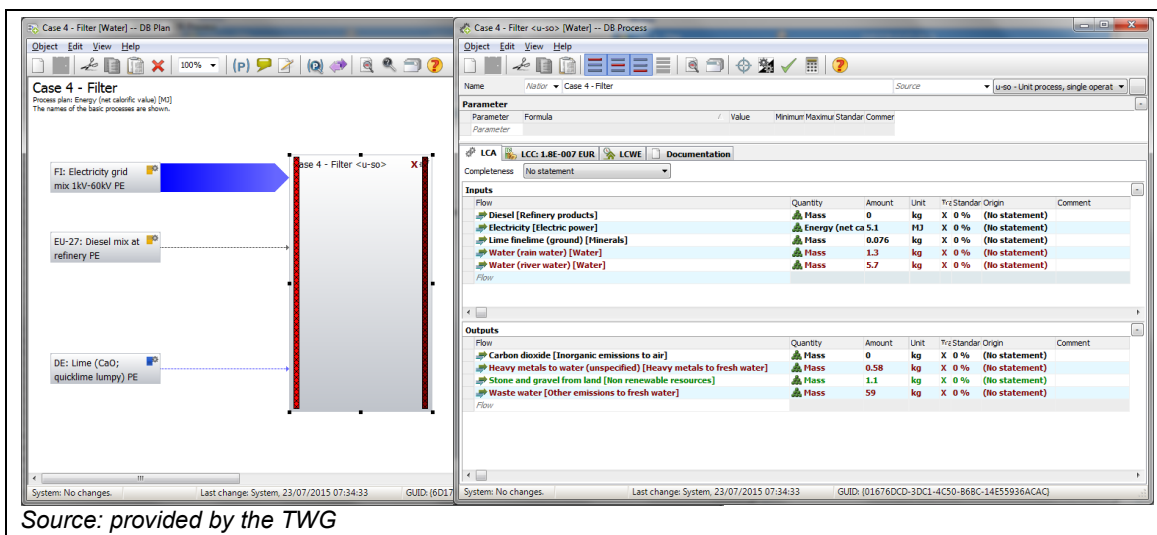 Case 4 - Filter [Water] -- DB Plan
Object Edit View Help
100% (P)
Case 4 - Filter
Process plan: Energy (net calorific value) [MJ]
The names of the basic processes are shown.
FI: Electricity grid
mix 1kV-60kV PE
ase 4 - Filter <u-so> X
EU-27: Diesel mix at
refinery PE
DE: Lime (CaO;
quicklime lumpy) PE
System: No changes. Last change: System, 23/07/2015 07:34:33 GUID: {6D17
Case 4 - Filter <u-so> [Water] -- DB Process
Object Edit View Help
Name Nation Case 4 - Filter Source u-so - Unit process, single operat
Parameter
Parameter Formula Value Minimum Maximur Standar Commer
Parameter
LCA LCC: 1.8E-007 EUR LCWE Documentation
Completeness No statement
Inputs
Flow Quantity Amount Unit Tra Standar Origin Comment
Diesel [Refinery products] Mass 0 kg X 0 % (No statement)
Electricity [Electric power] Energy (net ca 5.1 MJ X 0 % (No statement)
Lime finelime (ground) [Minerals] Mass 0.076 kg X 0 % (No statement)
Water (rain water) [Water] Mass 1.3 kg X 0 % (No statement)
Water (river water) [Water] Mass 5.7 kg X 0 % (No statement)
Flow
Outputs
Flow Quantity Amount Unit Tra Standar Origin Comment
Carbon dioxide [Inorganic emissions to air] Mass 0 kg X 0 % (No statement)
Heavy metals to water (unspecified) [Heavy metals to fresh water] Mass 0.58 kg X 0 % (No statement)
Stone and gravel from land [Non renewable resources] Mass 1.1 kg X 0 % (No statement)
Waste water [Other emissions to fresh water] Mass 59 kg X 0 % (No statement)
Flow
System: No changes. Last change: System, 23/07/2015 07:34:33 GUID: {01676DCD-3DC1-4C50-B6BC-14E55936ACAC}
Source: provided by the TWG